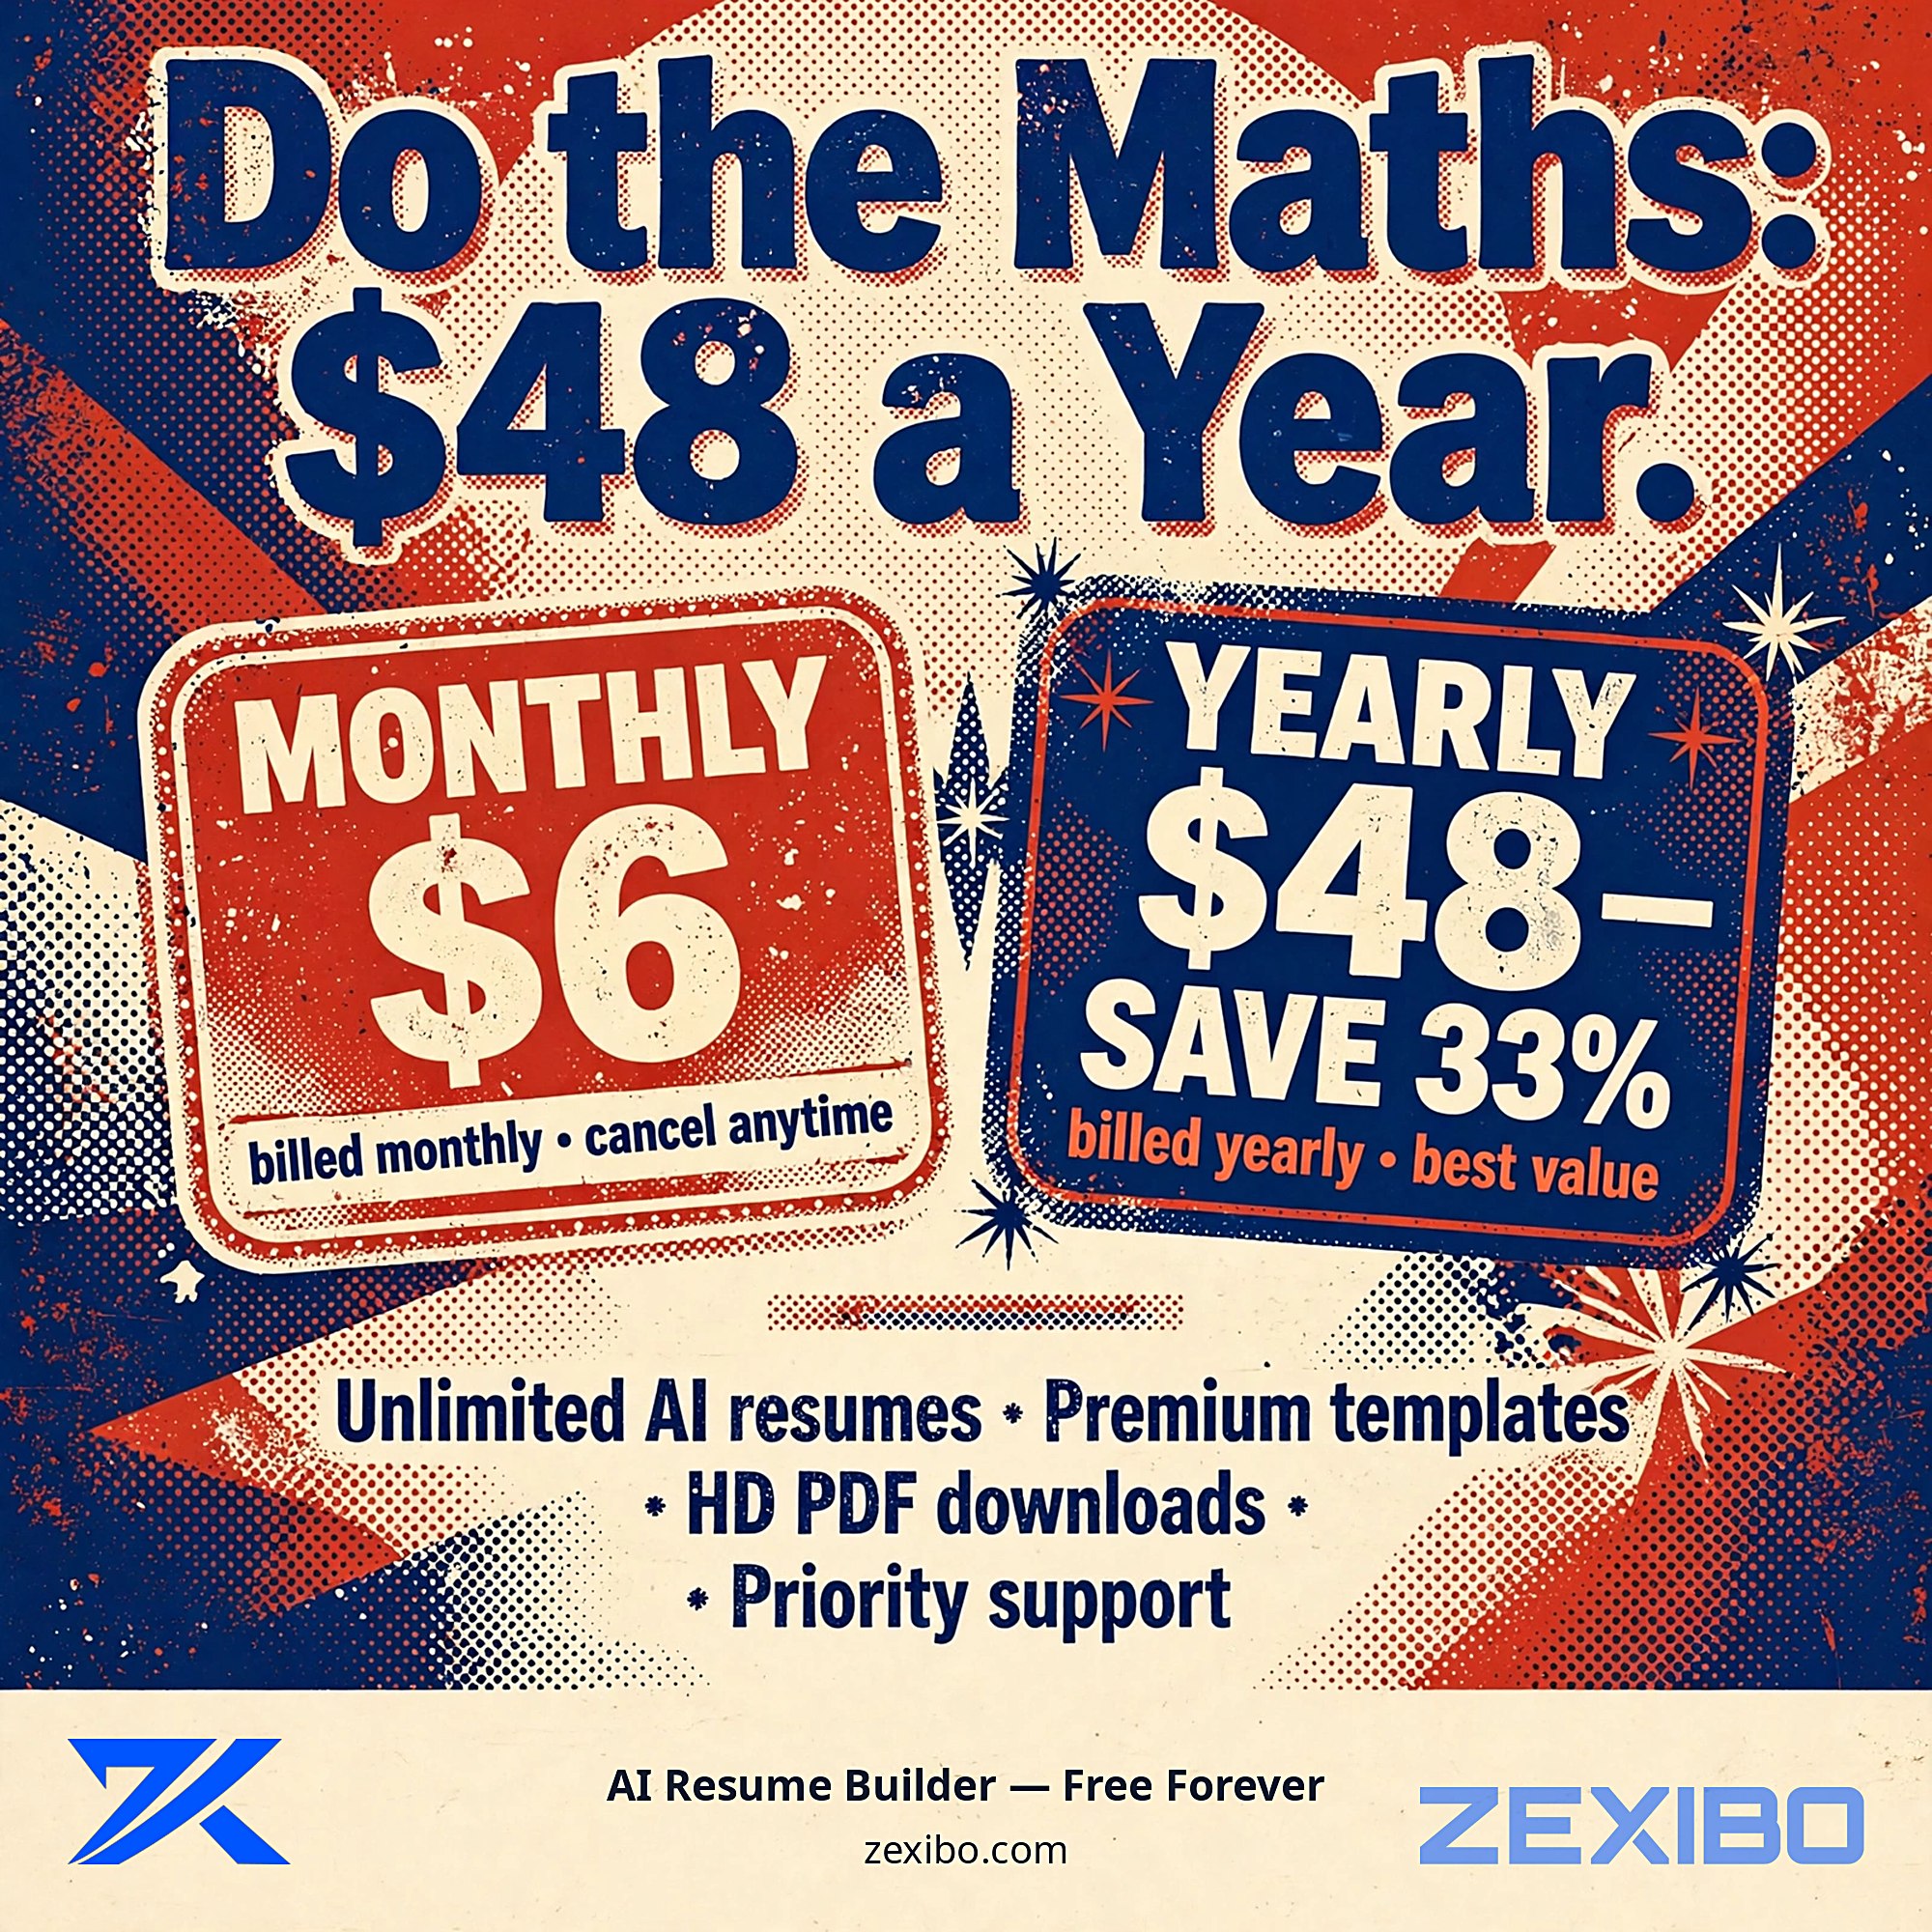 Do the Maths:
$48 a Year.
MONTHLY
$6
billed monthly • cancel anytime
YEARLY
$48–
SAVE 33%
billed yearly • best value
Unlimited AI resumes • Premium templates
• HD PDF downloads •
• Priority support
AI Resume Builder — Free Forever
zexibo.com
ZEXIBO